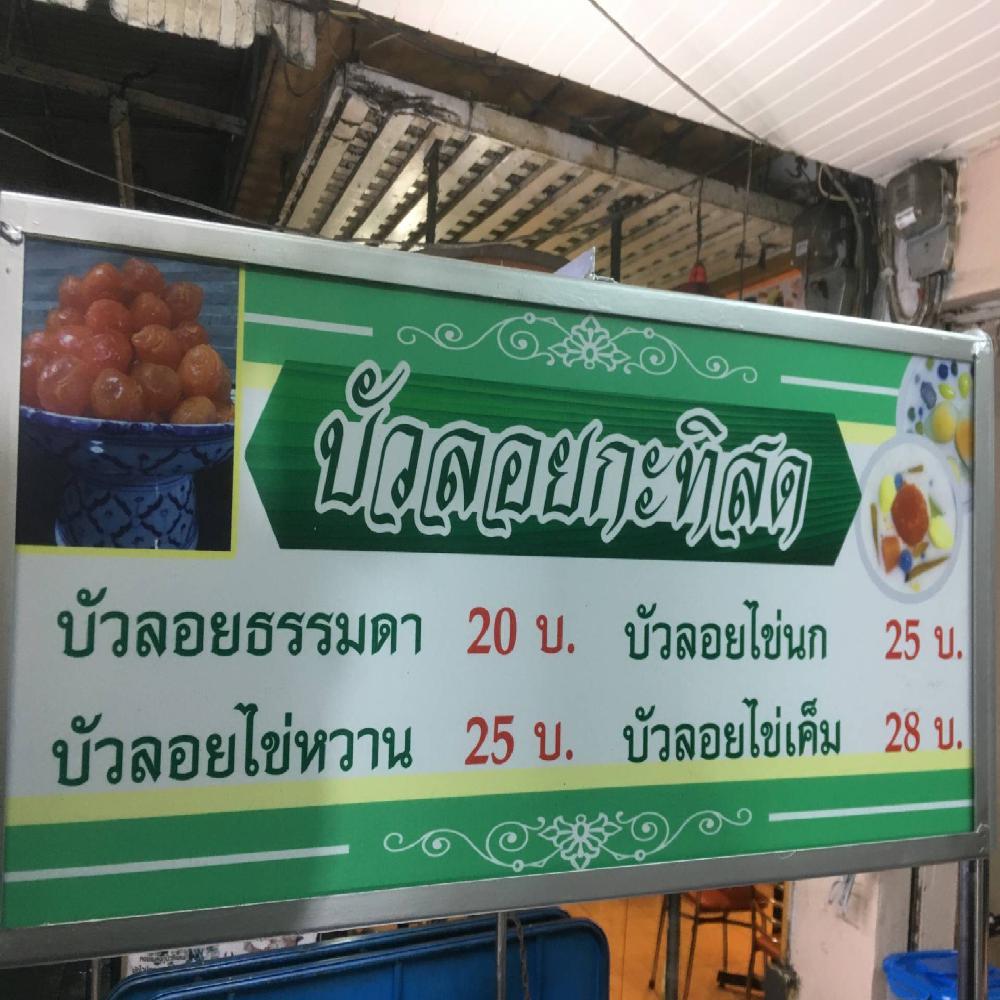 บัวลอยกะทิสด
บัวลอยธรรมดา 20 บ. บัวลอยไข่นก 25 บ.
บัวลอยไข่หวาน 25 บ. บัวลอยไข่เค็ม 28 บ.